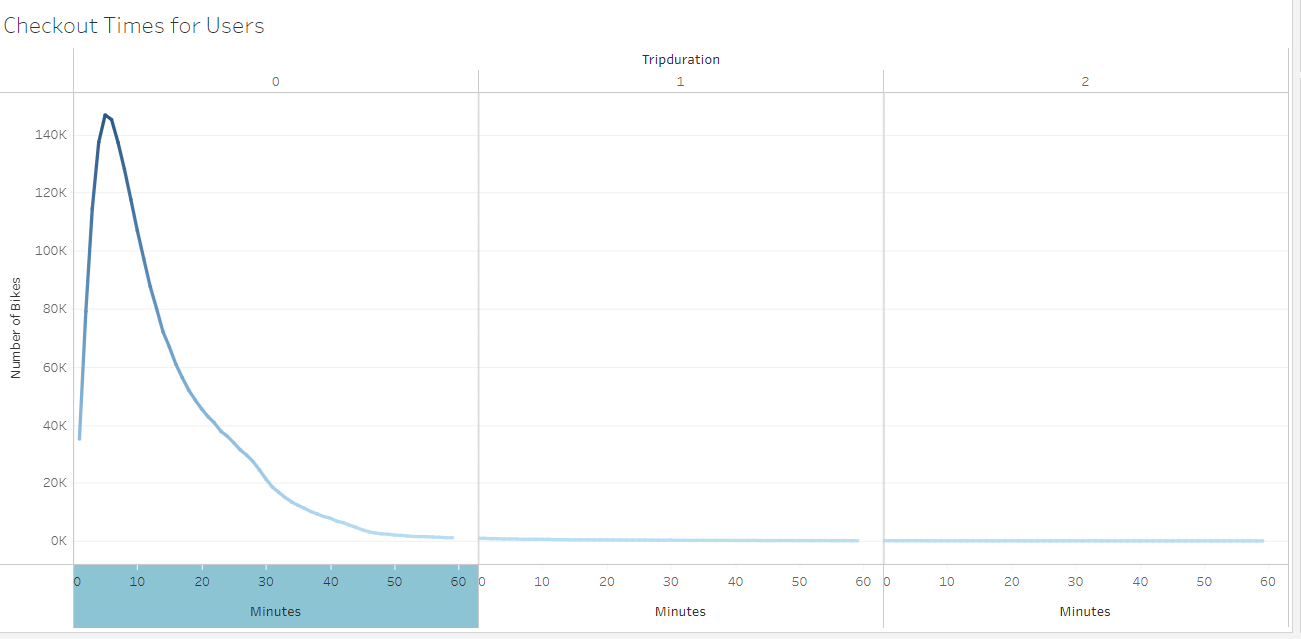 Checkout Times for Users
Tripduration
0 1 2
140K
120K
100K
80K
60K
40K
20K
0K
Number of Bikes
0 10 20 30 40 50 60 0 10 20 30 40 50 60 0 10 20 30 40 50 60
Minutes Minutes Minutes